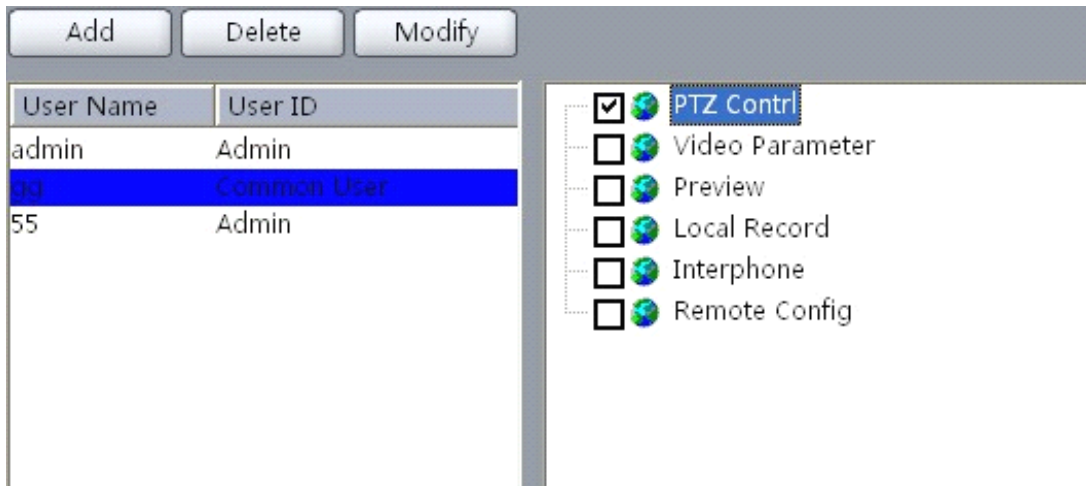 Add Delete Modify
User Name User ID
admin Admin
gg Common User
55 Admin
PTZ Contrl
Video Parameter
Preview
Local Record
Interphone
Remote Config